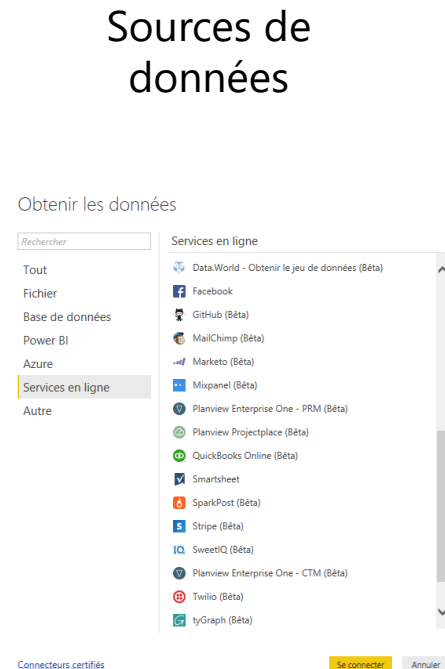 Sources de
données
Obtenir les données
Rechercher
Tout
Fichier
Base de données
Power BI
Azure
Services en ligne
Autre
Services en ligne
Data.World - Obtenir le jeu de données (Bêta)
Facebook
GitHub (Bêta)
MailChimp (Bêta)
Marketo (Bêta)
Mixpanel (Bêta)
Planview Enterprise One - PRM (Bêta)
Planview Projectplace (Bêta)
QuickBooks Online (Bêta)
Smartsheet
SparkPost (Bêta)
Stripe (Bêta)
SweetIQ (Bêta)
Planview Enterprise One - CTM (Bêta)
Twilio (Bêta)
tyGraph (Bêta)
Connecteurs certifiés
Se connecter
Annuler